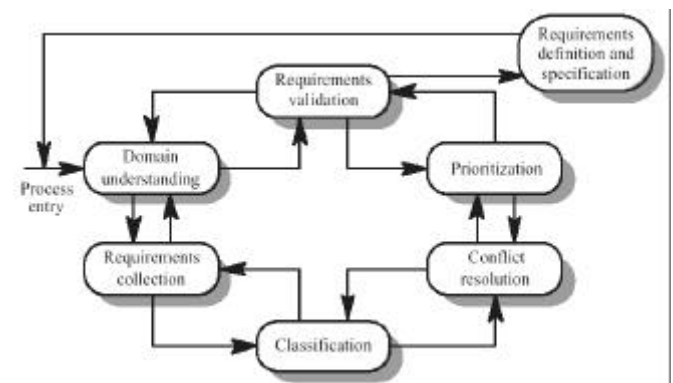 Requirements
definition and
specification
Requirements
validation
Domain
understanding
Prioritization
Process
entry
Requirements
collection
Conflict
resolution
Classification